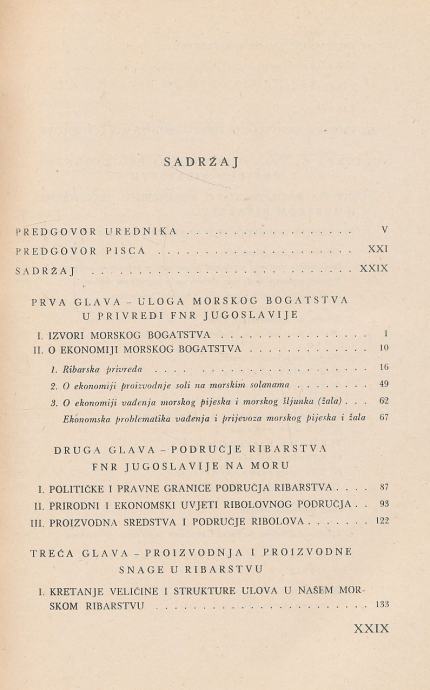 SADRŽAJ
PREDGOVOR UREDNIKA . . . . . . . . . . . . . . . . . . V
PREDGOVOR PISCA . . . . . . . . . . . . . . . . . . . XXI
SADRŽAJ . . . . . . . . . . . . . . . . . . . . . . XXIX
PRVA GLAVA – ULOGA MORSKOG BOGATSTVA
U PRIVREDI FNR JUGOSLAVIJE
I. IZVORI MORSKOG BOGATSTVA . . . . . . . . . . . . . . . 1
II. O EKONOMIJI MORSKOG BOGATSTVA . . . . . . . . . . . . 10
1. Ribarska privreda . . . . . . . . . . . . . . . . . . . 16
2. O ekonomiji proizvodnje soli na morskim solanama . . . . . . . . 49
3. O ekonomiji vađenja morskog pijeska i morskog šljunka (žala) . . . 62
Ekonomska problematika vađenja i prijevoza morskog pijeska i žala 67
DRUGA GLAVA – PODRUČJE RIBARSTVA
FNR JUGOSLAVIJE NA MORU
I. POLITIČKE I PRAVNE GRANICE PODRUČJA RIBARSTVA . . . . 87
II. PRIRODNI I EKONOMSKI UVJETI RIBOLOVNOG PODRUČJA . . 93
III. PROIZVODNA SREDSTVA I PODRUČJE RIBOLOVA . . . . . . 122
TREĆA GLAVA – PROIZVODNJA I PROIZVODNE
SNAGE U RIBARSTVU
I. KRETANJE VELIČINE I STRUKTURE ULOVA U NAŠEM MOR-
SKOM RIBARSTVU . . . . . . . . . . . . . . . . . . . . 133
XXIX